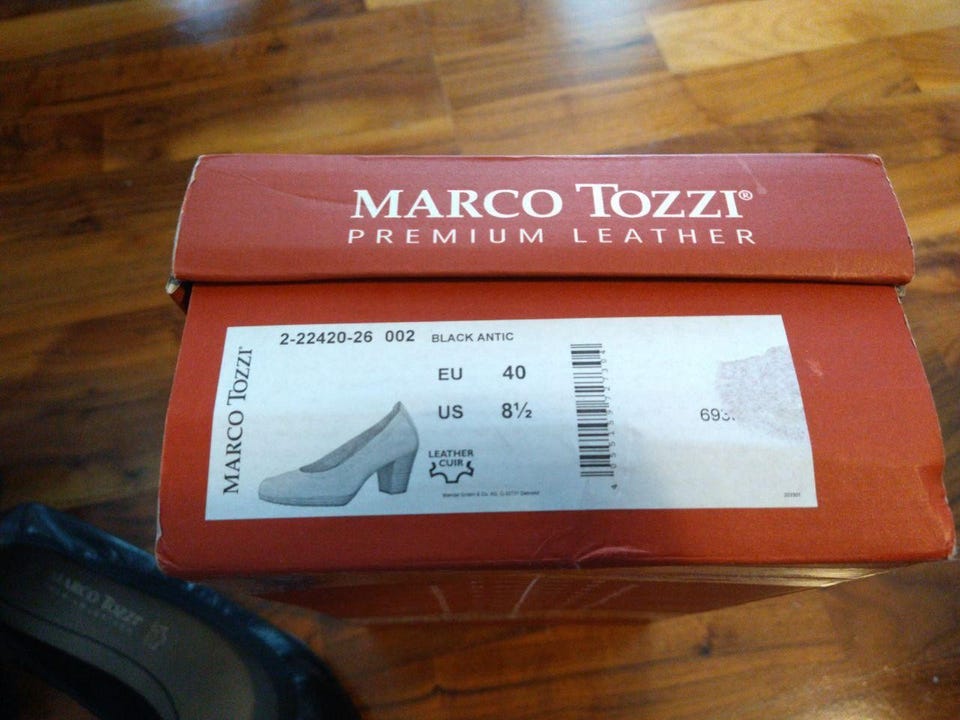 MARCO TOZZI®
PREMIUM LEATHER
2-22420-26 002 BLACK ANTIC
MARCO TOZZI®
EU 40
US 8½
LEATHER
CUIR
693
MARCO TOZZI